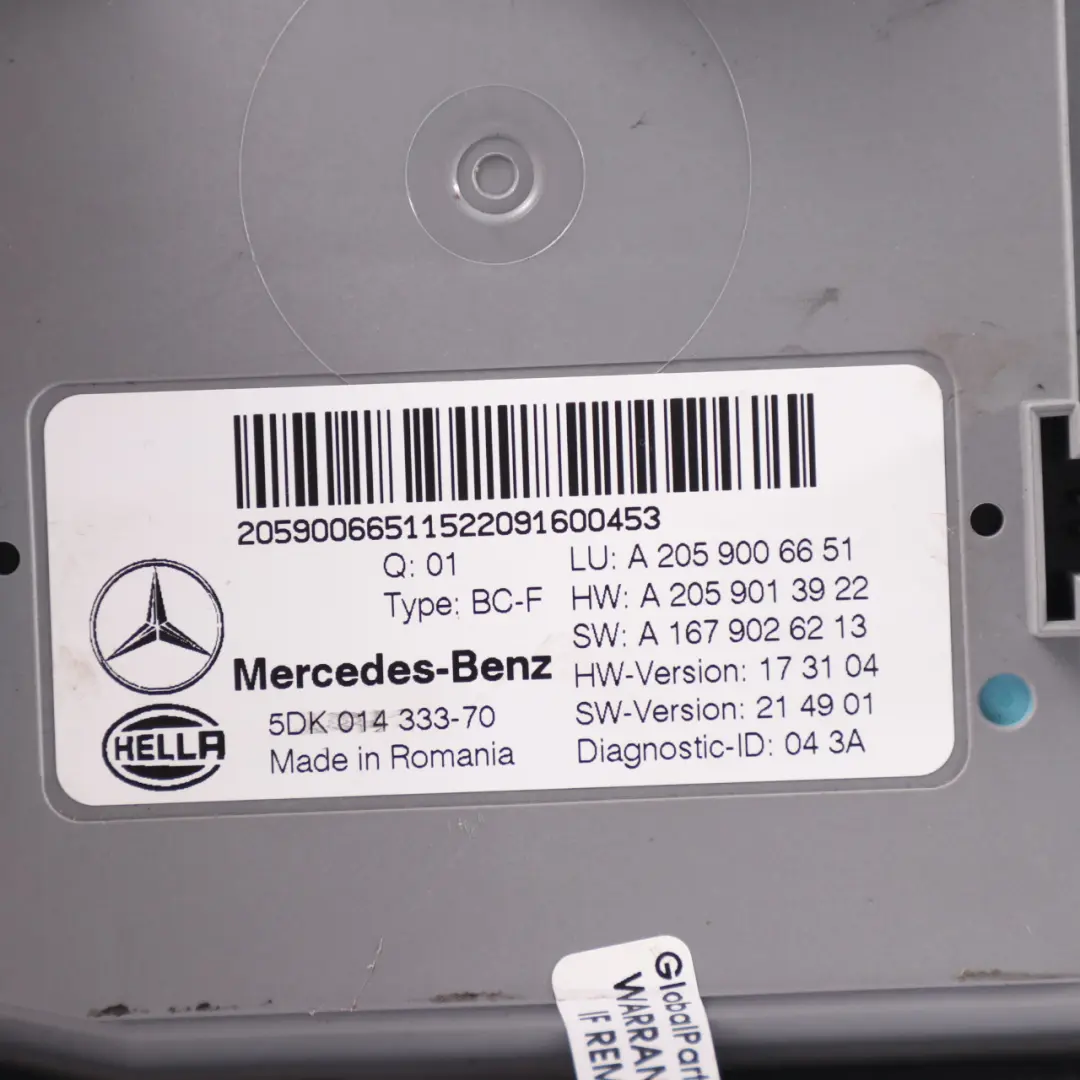 20590066511522091600453
Q: 01
Type: BC-F
LU: A 205 900 66 51
HW: A 205 901 39 22
SW: A 167 902 62 13
HW-Version: 17 31 04
SW-Version: 21 49 01
Diagnostic-ID: 04 3A
Mercedes-Benz
5DK 014 333-70
Made in Romania
HELLA
GlobalPart
WARRAN
IF REM